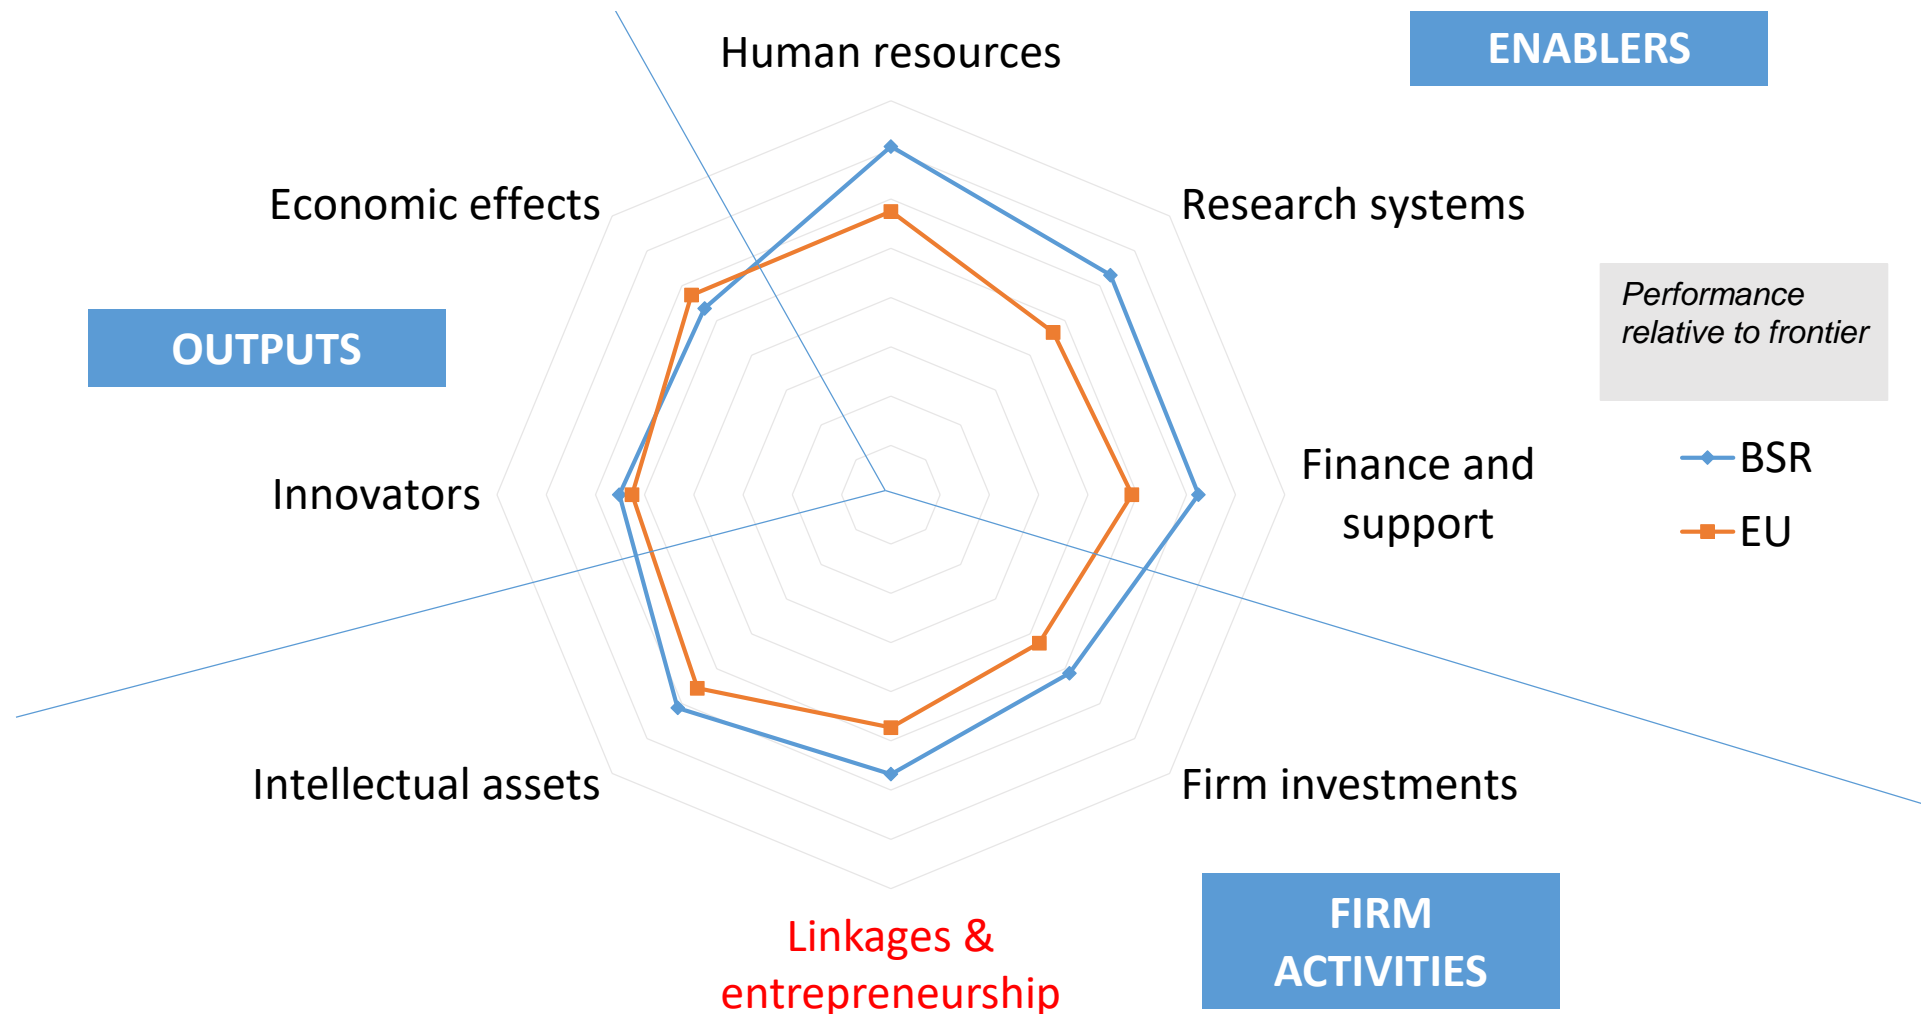 Human resources
ENABLERS
Economic effects
Research systems
Performance
relative to frontier
OUTPUTS
BSR
Innovators
Finance and
support
EU
Intellectual assets
Firm investments
Linkages &
entrepreneurship
FIRM
ACTIVITIES